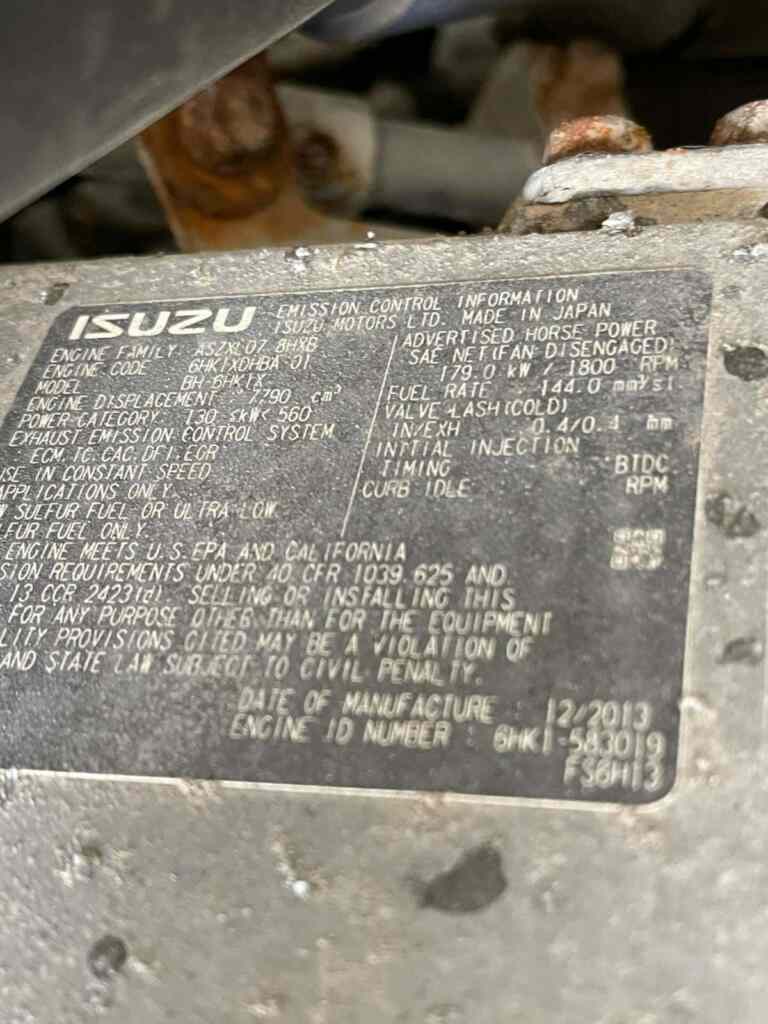 ISUZU
EMISSION CONTROL INFORMATION
ISUZU MOTORS LTD. MADE IN JAPAN
ENGINE FAMILY: ASZXL07.8HXB
ENGINE CODE : 6HK1XDHBA-01
MODEL : BH-6HK1X
ENGINE DISPLACEMENT : 7790 cm³
POWER CATEGORY: 130 ≤kW< 560
EXHAUST EMISSION CONTROL SYSTEM
ECM.TC.CAC.DFI.EGR
IN CONSTANT SPEED
APPLICATIONS ONLY.
SULFUR FUEL OR ULTRA LOW
FUEL ONLY.
ADVERTISED HORSE POWER
SAE NET(FAN DISENGAGED)
179.0 kW / 1800 RPM
FUEL RATE : 144.0 mm³/st
VALVE LASH(COLD)
IN/EXH 0.4/0.4 mm
INITIAL INJECTION
TIMING BTDC
CURB IDLE RPM
ENGINE MEETS U.S.EPA AND CALIFORNIA
REQUIREMENTS UNDER 40 CFR 1039.625 AND
13 CCR 2423(d). SELLING OR INSTALLING THIS
FOR ANY PURPOSE OTHER THAN FOR THE EQUIPMENT
PROVISIONS CITED MAY BE A VIOLATION OF
AND STATE LAW SUBJECT TO CIVIL PENALTY.
DATE OF MANUFACTURE : 12/2013
ENGINE ID NUMBER : 6HK1-583019
FS6H13